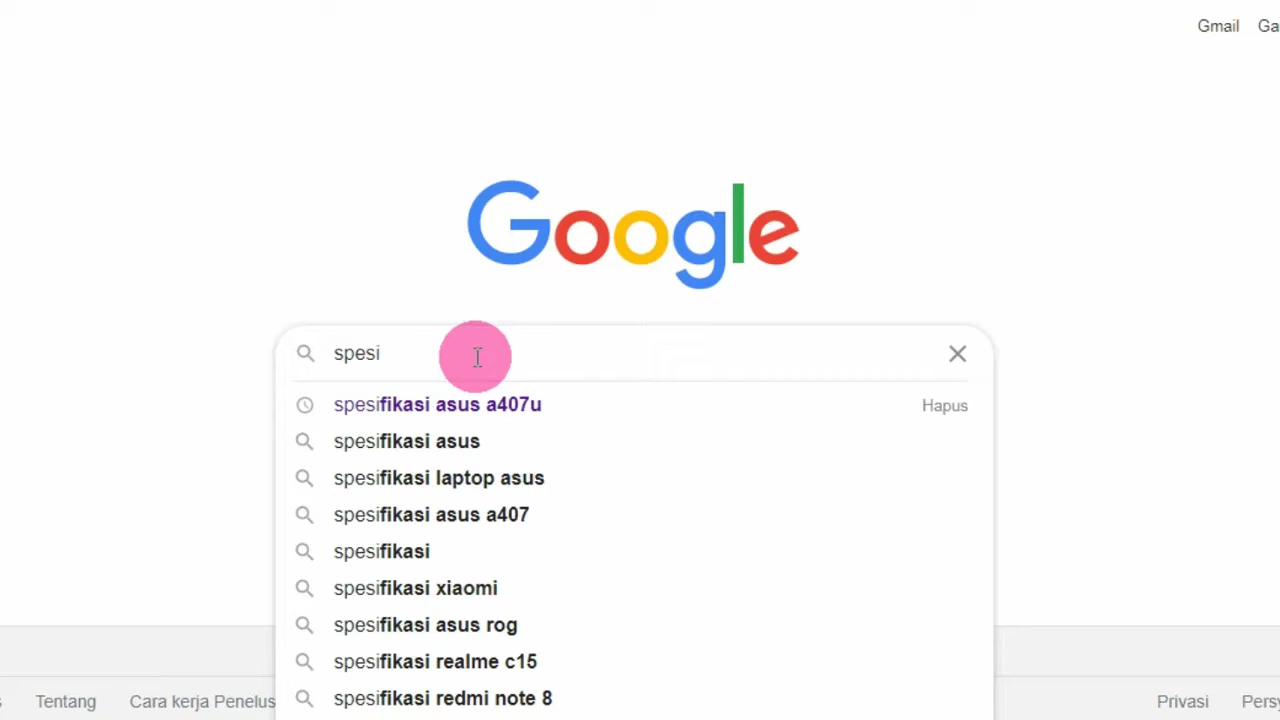 Gmail Ga
Google
spesi
spesifikasi asus a407u Hapus
spesifikasi asus
spesifikasi laptop asus
spesifikasi asus a407
spesifikasi
spesifikasi xiaomi
spesifikasi asus rog
spesifikasi realme c15
spesifikasi redmi note 8
Tentang Cara kerja Penelus Privasi Persy